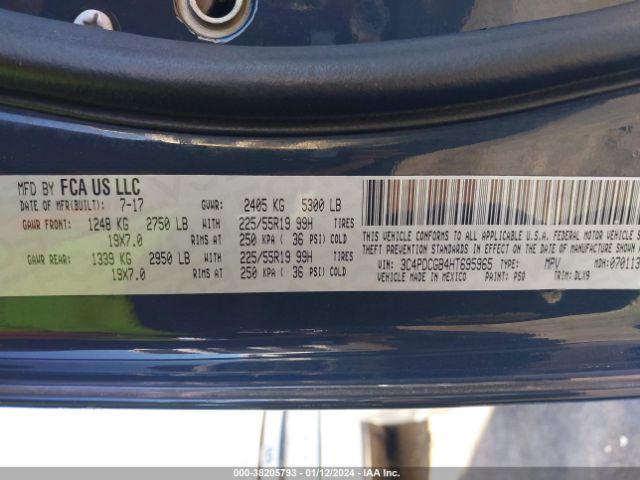 MFD BY FCA US LLC
DATE OF MFR(BUILT): 7-17 GVWR: 2405 KG 5300 LB
GAWR FRONT: 1248 KG 2750 LB WITH 225/55R19 99H TIRES
19X7.0 RIMS AT 250 KPA ( 36 PSI) COLD
GAWR REAR: 1339 KG 2950 LB WITH 225/55R19 99H TIRES
19X7.0 RIMS AT 250 KPA ( 36 PSI) COLD
THIS VEHICLE CONFORMS TO ALL APPLICABLE U.S.A. FEDERAL MOTOR VEHICLE
THEFT PREVENTION STANDARDS IN EFFECT ON THE DATE OF MANUFACTURE SHOWN
VIN: 3C4PDCGB4HT695965 TYPE: MPV MDH: 070113
VEHICLE MADE IN MEXICO PAINT: TRIM: DLX9
000-38205793 - 01/12/2024 - IAA Inc.